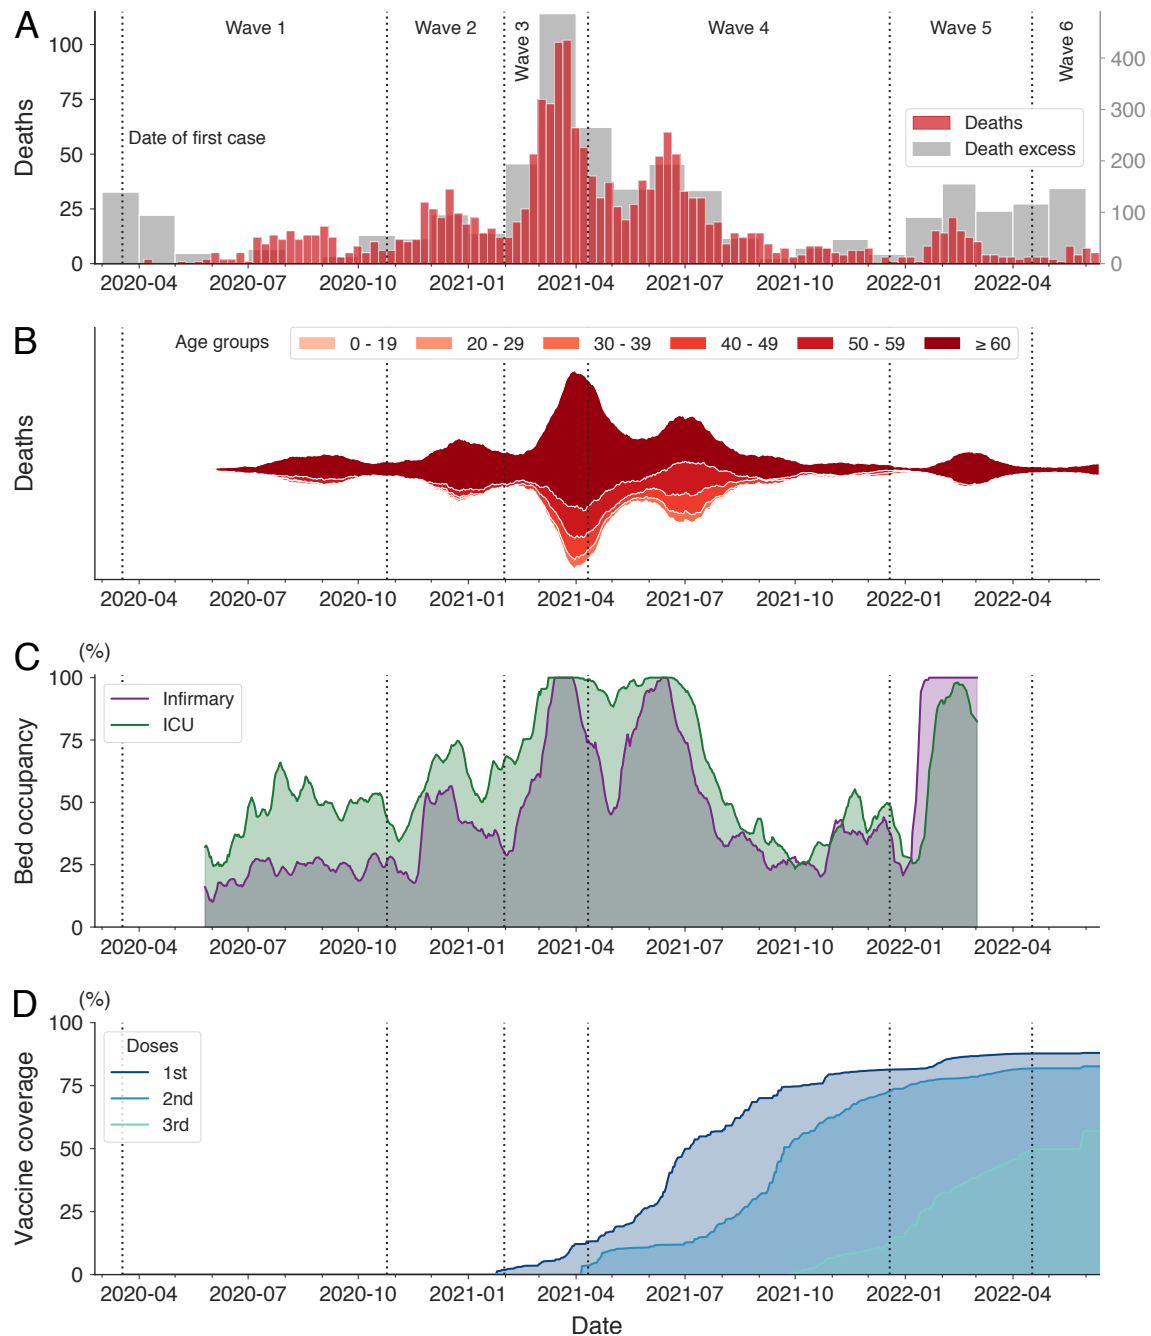 A
Wave 1
Wave 2
Wave 3
Wave 4
Wave 5
Wave 6
Deaths
100
75
50
25
0
400
300
200
100
0
Date of first case
Deaths
Death excess
2020-04 2020-07 2020-10 2021-01 2021-04 2021-07 2021-10 2022-01 2022-04
B
Age groups 0 - 19 20 - 29 30 - 39 40 - 49 50 - 59 ≥ 60
Deaths
2020-04 2020-07 2020-10 2021-01 2021-04 2021-07 2021-10 2022-01 2022-04
C
(%)
Bed occupancy
100
75
50
25
0
Infirmary
ICU
2020-04 2020-07 2020-10 2021-01 2021-04 2021-07 2021-10 2022-01 2022-04
D
(%)
Vaccine coverage
100
75
50
25
0
Doses
1st
2nd
3rd
2020-04 2020-07 2020-10 2021-01 2021-04 2021-07 2021-10 2022-01 2022-04
Date